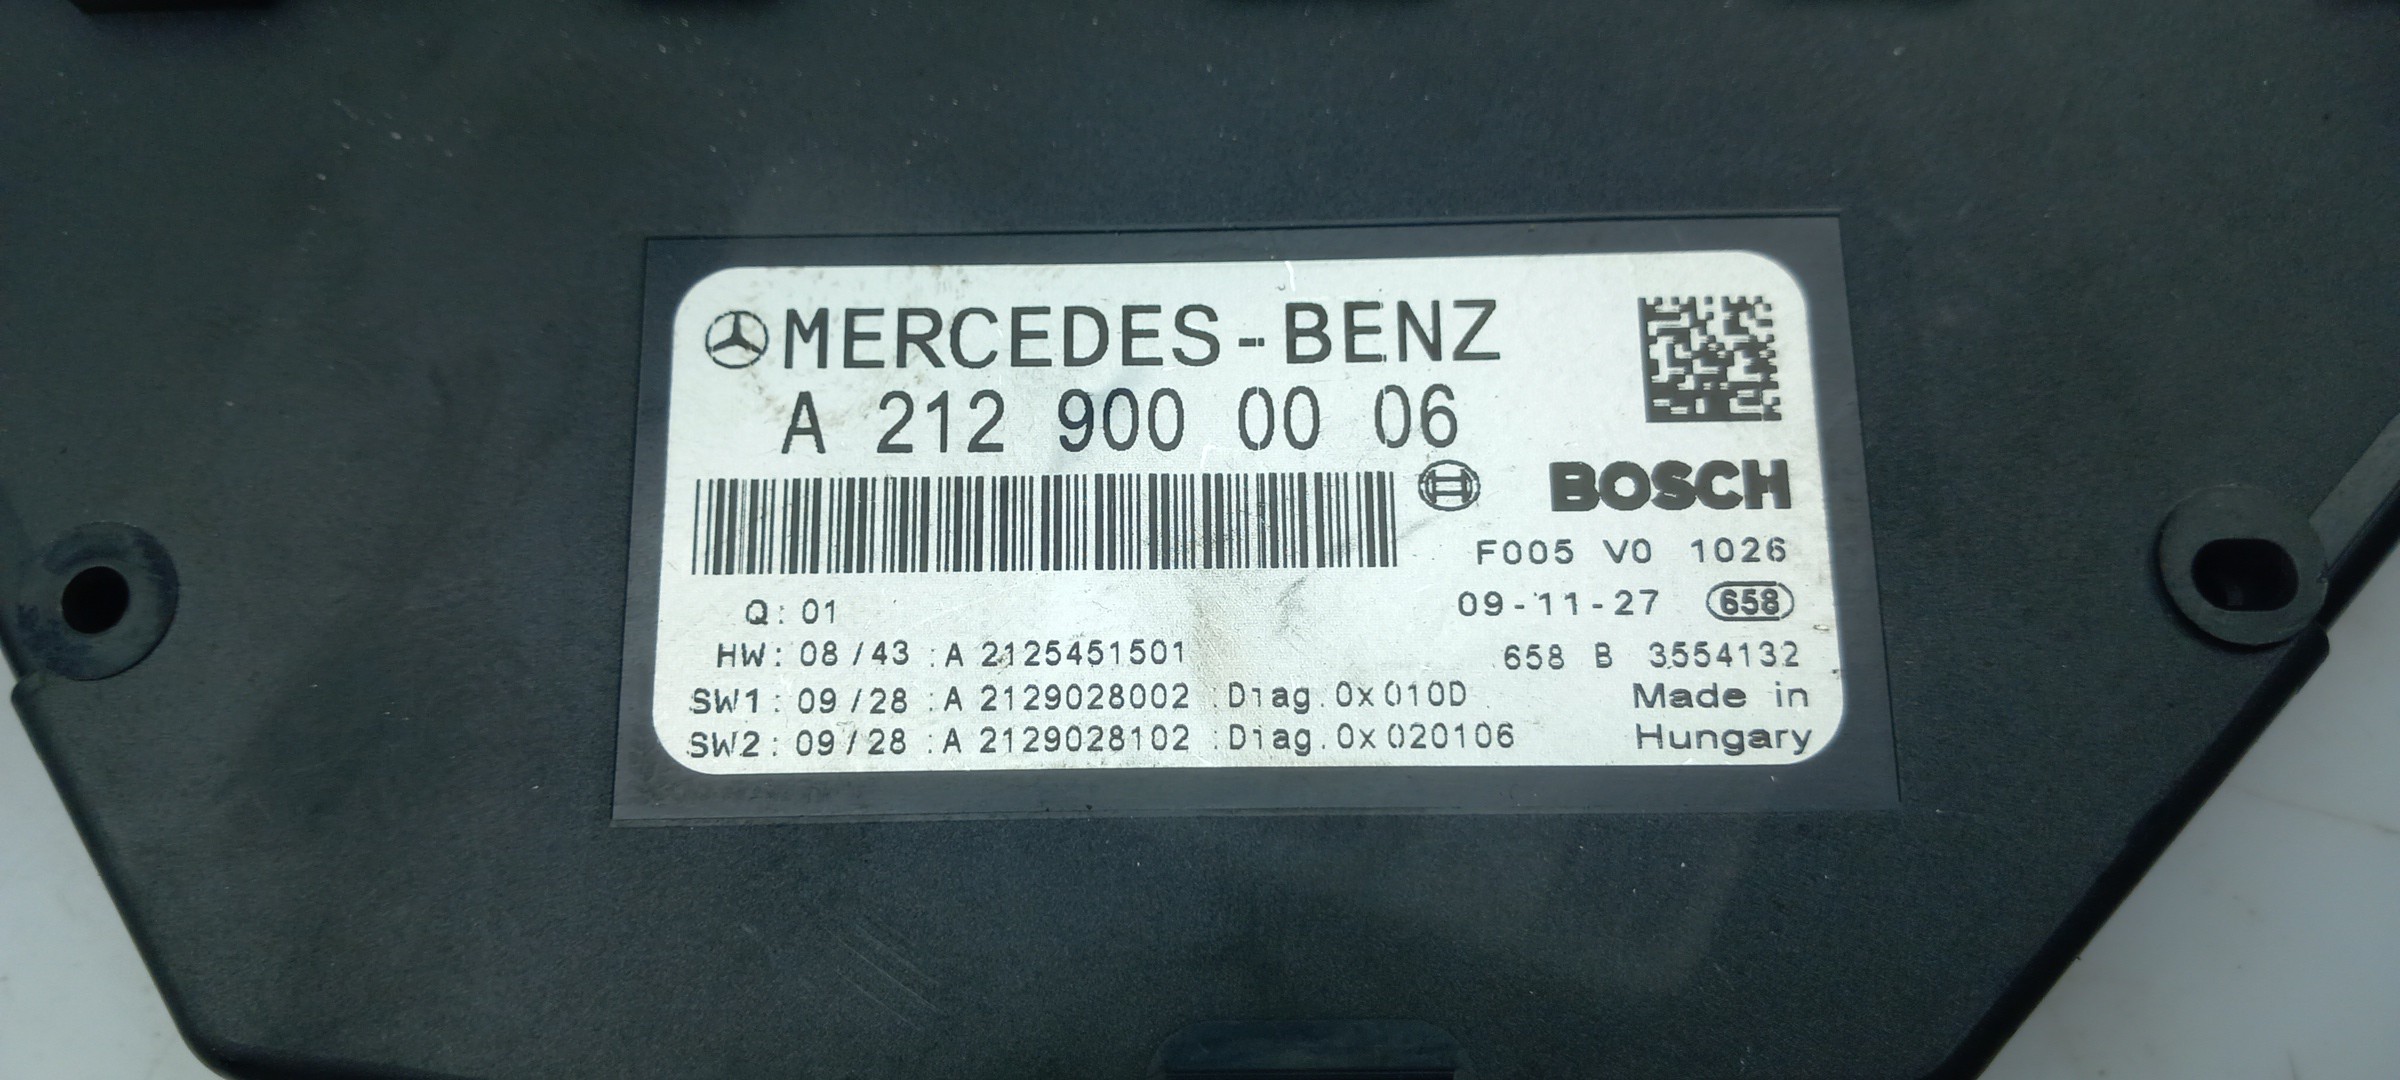 MERCEDES-BENZ
A 212 900 00 06
BOSCH
F005 V0 1026
Q: 01
09-11-27 658
HW: 08/43 :A 2125451501
658 B 3554132
SW1: 09/28 :A 2129028002 :Diag.0x010D
Made in
SW2: 09/28 :A 2129028102 :Diag.0x020106
Hungary